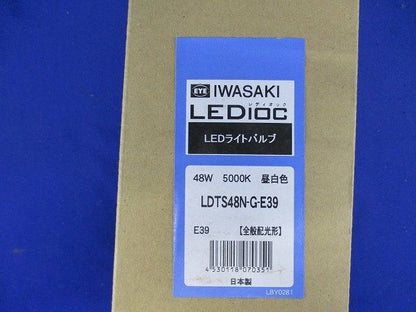 EYE IWASAKI
レディオック
LEDioc
LEDライトバルブ
48W 5000K 昼白色
LDTS48N-G-E39
E39 【全般配光形】
4 530118 070351
日本製
LBY0281